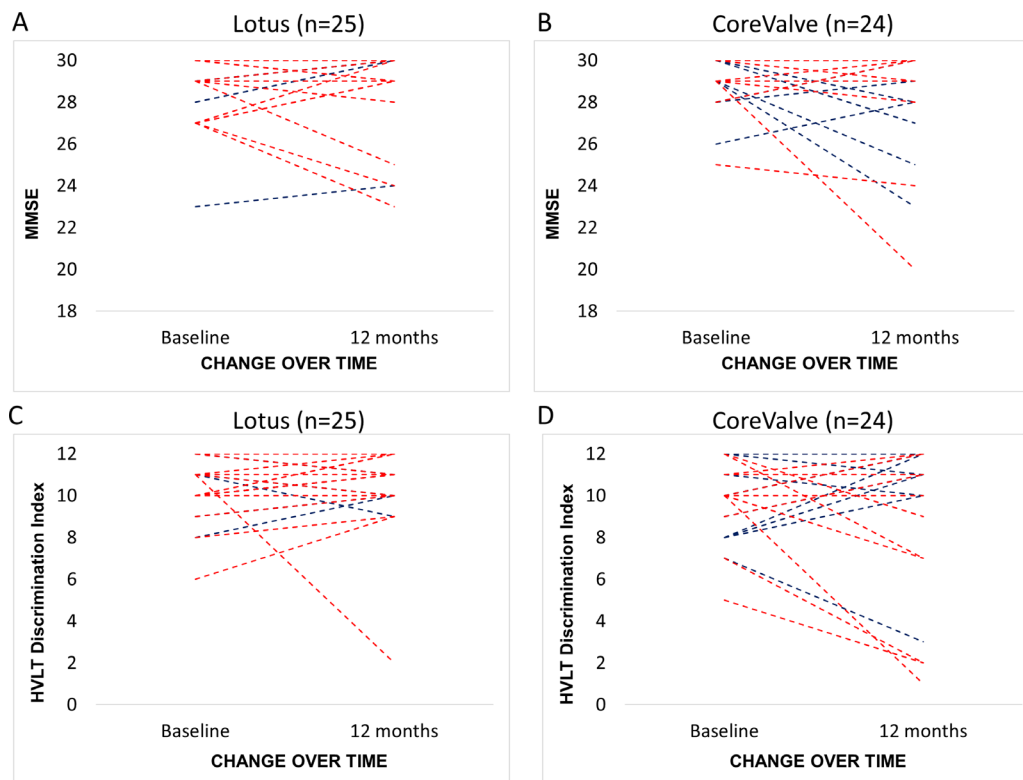 A
Lotus (n=25)
MMSE
30
28
26
24
22
20
18
Baseline 12 months
CHANGE OVER TIME
B
CoreValve (n=24)
MMSE
30
28
26
24
22
20
18
Baseline 12 months
CHANGE OVER TIME
C
Lotus (n=25)
HVLT Discrimination Index
12
10
8
6
4
2
0
Baseline 12 months
CHANGE OVER TIME
D
CoreValve (n=24)
HVLT Discrimination Index
12
10
8
6
4
2
0
Baseline 12 months
CHANGE OVER TIME